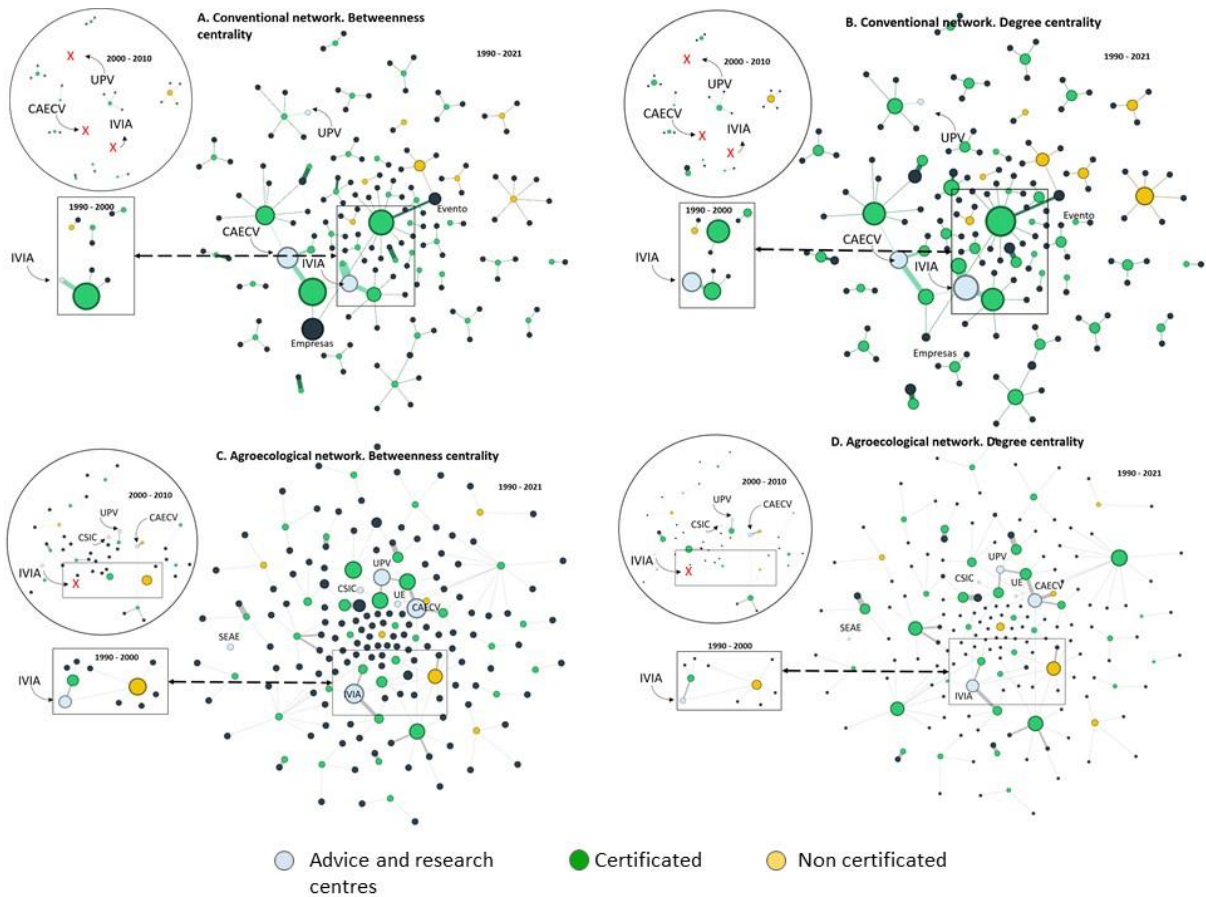 A. Conventional network. Betweenness
centrality
1990 - 2021
2000 - 2010
X
UPV
CAECV
IVIA
X
X
UPV
1990 - 2000
IVIA
CAECV
IVIA
Evento
Empresas
B. Conventional network. Degree centrality
1990 - 2021
2000 - 2010
X
UPV
CAECV
IVIA
X
X
UPV
1990 - 2000
IVIA
CAECV
IVIA
Evento
Empresas
C. Agroecological network. Betweenness centrality
1990 - 2021
2000 - 2010
UPV
CAECV
CSIC
IVIA
X
UPV
CSIC
UE
CAECV
SEAE
1990 - 2000
IVIA
IVIA
D. Agroecological network. Degree centrality
1990 - 2021
2000 - 2010
UPV
CAECV
CSIC
IVIA
X
UPV
CSIC
UE
CAECV
SEAE
1990 - 2000
IVIA
IVIA
Advice and research
centres
Certificated
Non certificated